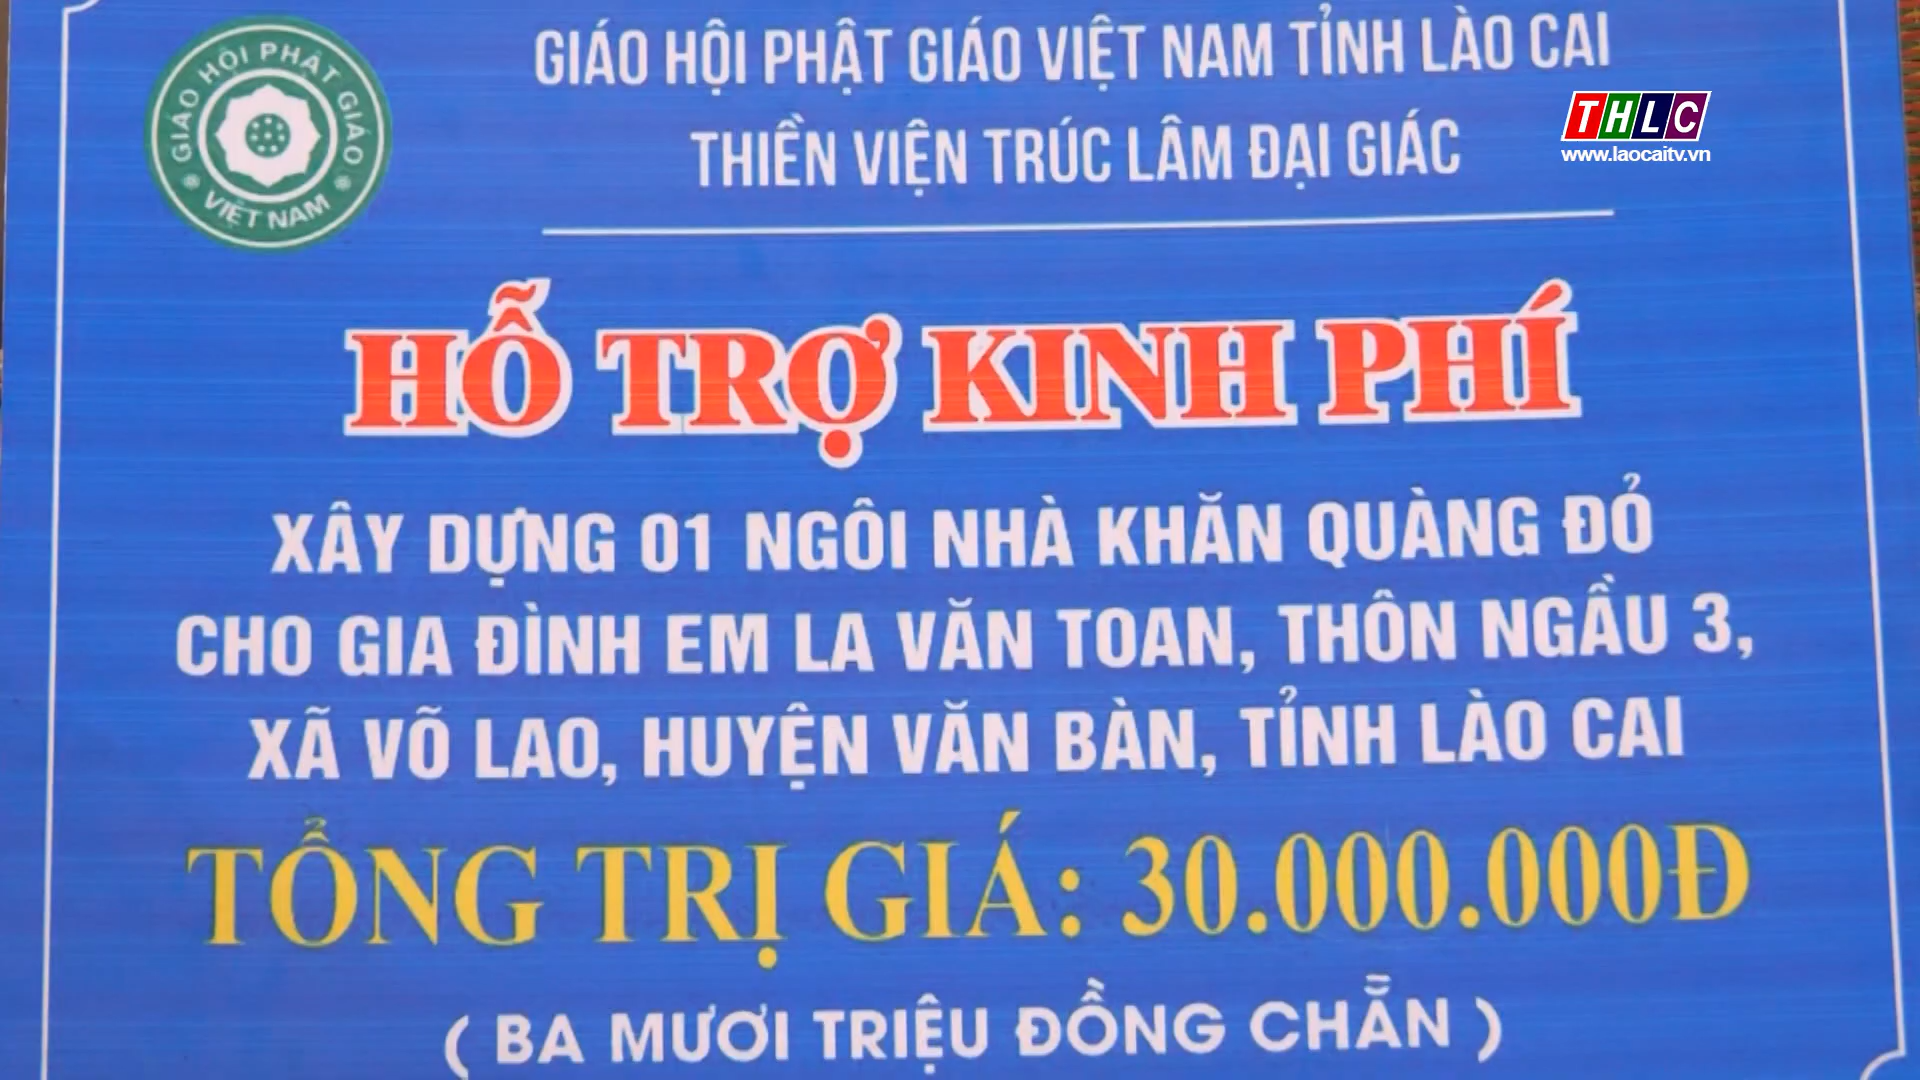 GIÁO HỘI PHẬT GIÁO VIỆT NAM TỈNH LÀO CAI
THIỀN VIỆN TRÚC LÂM ĐẠI GIÁC
GIÁO HỘI PHẬT GIÁO
VIỆT NAM
THLC
www.laocaitv.vn
HỖ TRỢ KINH PHÍ
XÂY DỰNG 01 NGÔI NHÀ KHĂN QUÀNG ĐỎ
CHO GIA ĐÌNH EM LA VĂN TOAN, THÔN NGẦU 3,
XÃ VÕ LAO, HUYỆN VĂN BÀN, TỈNH LÀO CAI
TỔNG TRỊ GIÁ: 30.000.000Đ
( BA MƯƠI TRIỆU ĐỒNG CHẴN )